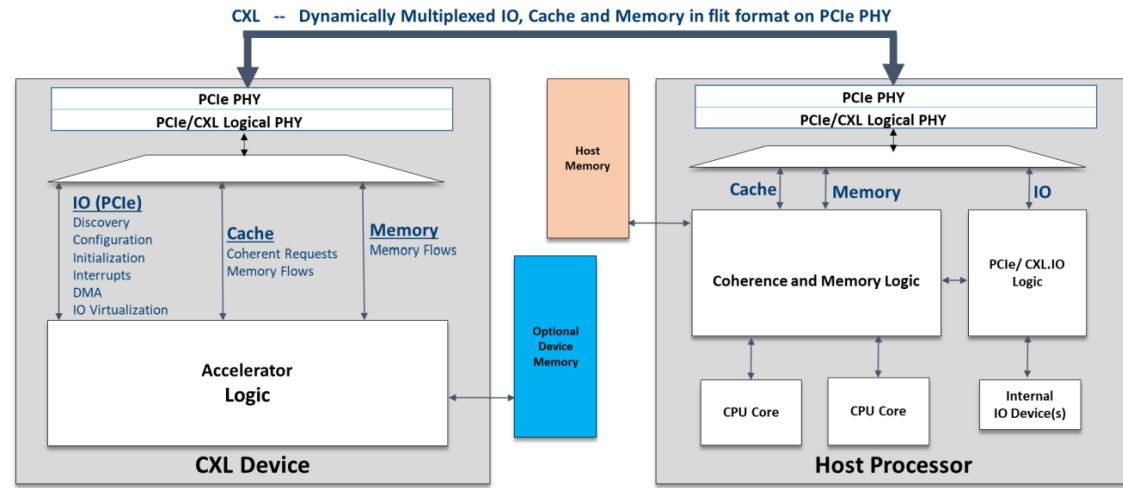 CXL -- Dynamically Multiplexed IO, Cache and Memory in flit format on PCIe PHY
PCIe PHY
PCIe/CXL Logical PHY
IO (PCIe)
Discovery
Configuration
Initialization
Interrupts
DMA
IO Virtualization
Cache
Coherent Requests
Memory Flows
Memory
Memory Flows
Accelerator
Logic
CXL Device
Host
Memory
Optional
Device
Memory
PCIe PHY
PCIe/CXL Logical PHY
Cache
Memory
IO
Coherence and Memory Logic
PCIe/ CXL.IO
Logic
CPU Core
CPU Core
Internal
IO Device(s)
Host Processor